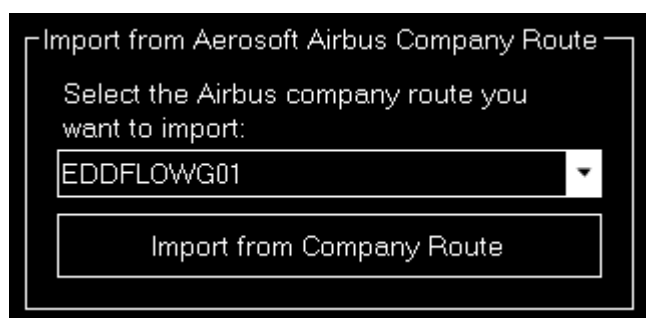 Import from Aerosoft Airbus Company Route
Select the Airbus company route you
want to import:
EDDFLOWG01
Import from Company Route